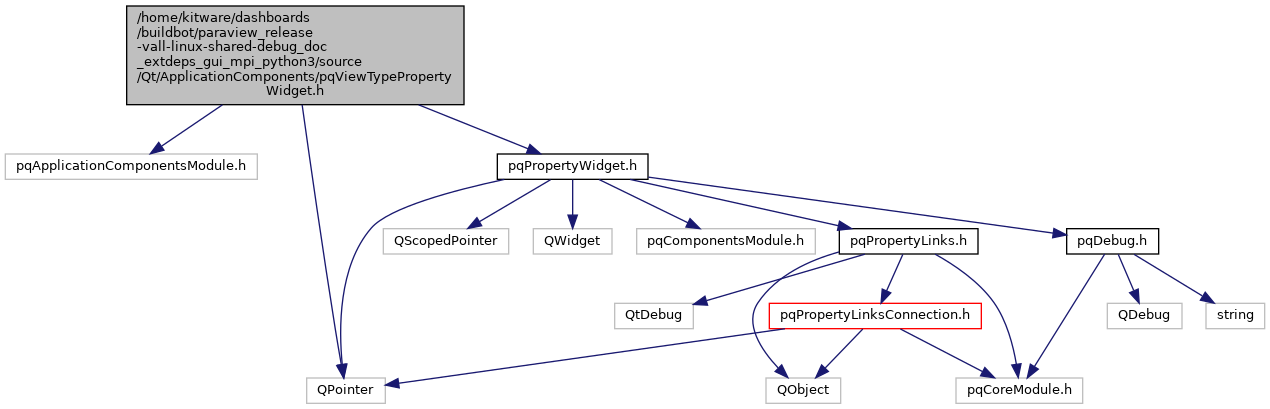 /home/kitware/dashboards
/buildbot/paraview_release
-vall-linux-shared-debug_doc
_extdeps_gui_mpi_python3/source
/Qt/ApplicationComponents/pqViewTypeProperty
Widget.h
pqApplicationComponentsModule.h
pqPropertyWidget.h
QScopedPointer
QWidget
pqComponentsModule.h
pqPropertyLinks.h
pqDebug.h
QtDebug
pqPropertyLinksConnection.h
QDebug
string
QPointer
QObject
pqCoreModule.h